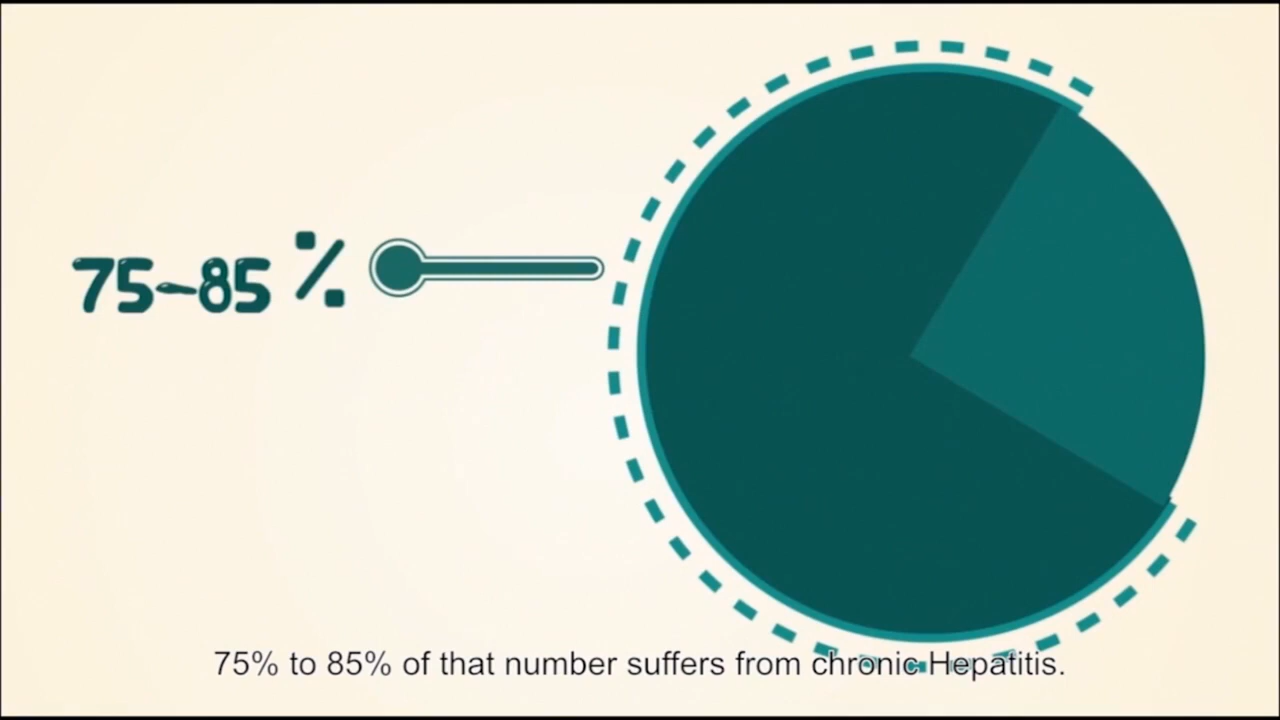 75-85 %
75% to 85% of that number suffers from chronic Hepatitis.